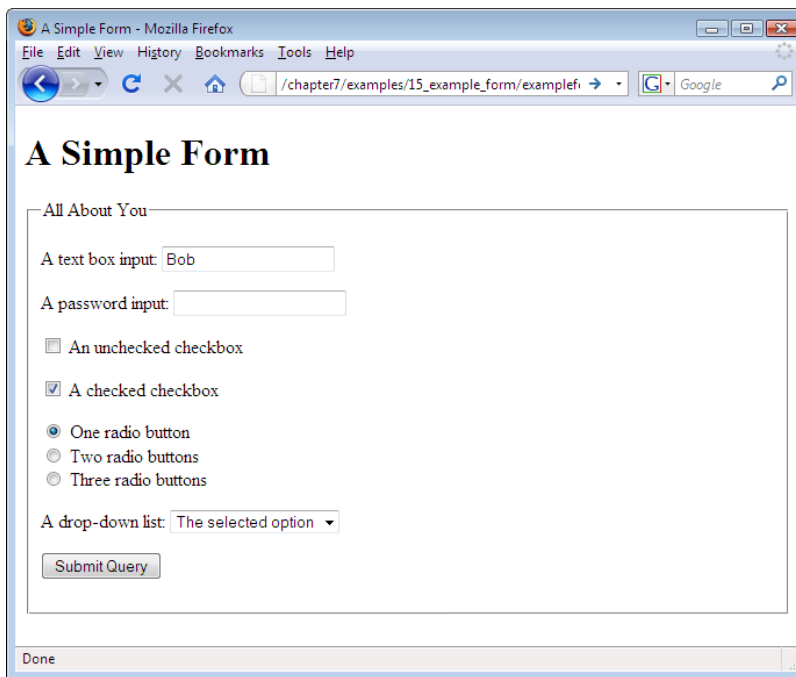 A Simple Form - Mozilla Firefox
File Edit View History Bookmarks Tools Help
/chapter7/examples/15_example_form/examplef
G Google
A Simple Form
All About You
A text box input: Bob
A password input:
An unchecked checkbox
A checked checkbox
One radio button
Two radio buttons
Three radio buttons
A drop-down list: The selected option
Submit Query
Done